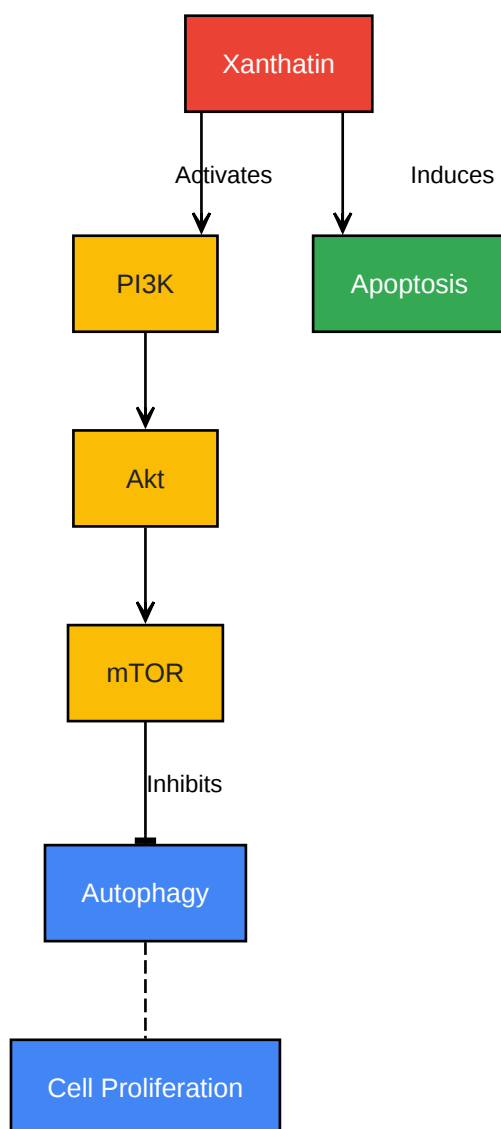 Xanthatin
Activates
Induces
PI3K
Apoptosis
Akt
mTOR
Inhibits
Autophagy
Cell Proliferation